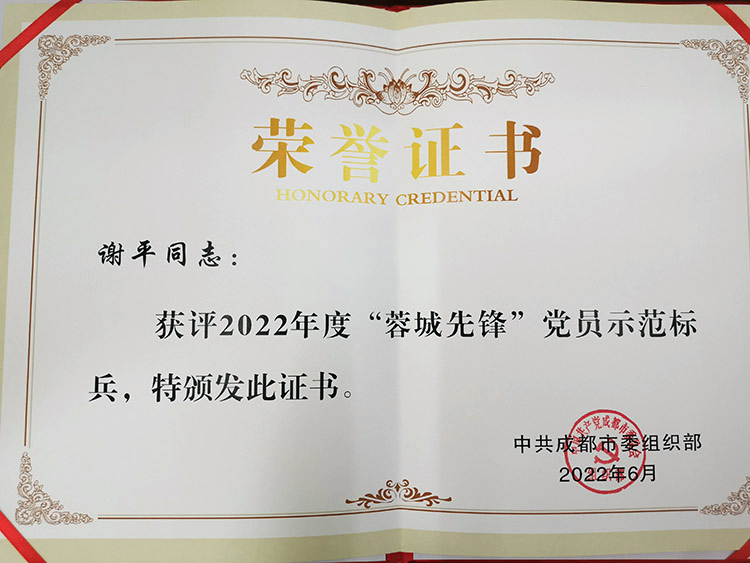 荣誉证书
HONORARY CREDENTIAL
谢平同志：
获评2022年度“蓉城先锋”党员示范标
兵，特颁发此证书。
中共成都市委组织部
2022年6月